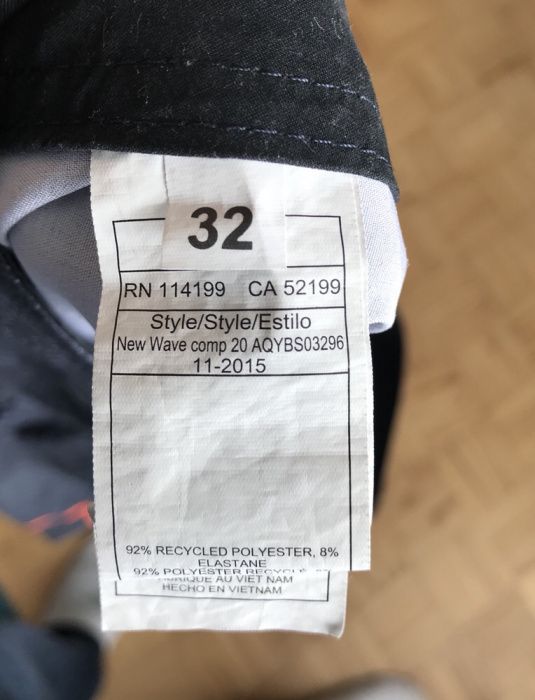 32
RN 114199 CA 52199
Style/Style/Estilo
New Wave comp 20 AQYBS03296
11-2015
92% RECYCLED POLYESTER, 8%
ELASTANE
92% POLYESTER
AU VIET NAM
HECHO EN VIETNAM